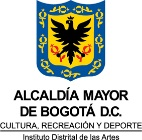 ALCALDÍA MAYOR
DE BOGOTÁ D.C.
CULTURA, RECREACIÓN Y DEPORTE
Instituto Distrital de las Artes